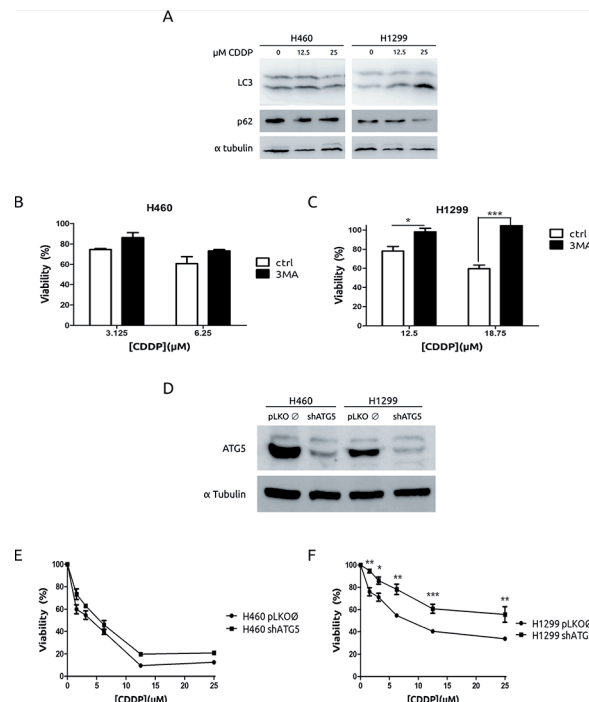 A
H460 H1299
µM CDDP 0 12.5 25 0 12.5 25
LC3
p62
α tubulin
B
H460
Viability (%)
100
80
60
40
20
0
3.125 6.25
[CDDP](µM)
ctrl
3MA
C
H1299
Viability (%)
100
80
60
40
20
0
* ***
12.5 18.75
[CDDP](µM)
ctrl
3MA
D
H460 H1299
pLKO Ø shATG5 pLKO Ø shATG5
ATG5
α Tubulin
E
Viability (%)
100
80
60
40
20
0
0 5 10 15 20 25
[CDDP](µM)
H460 pLKOØ
H460 shATG5
F
Viability (%)
100
80
60
40
20
0
** * ** *** **
0 5 10 15 20 25
[CDDP](µM)
H1299 pLKOØ
H1299 shATG